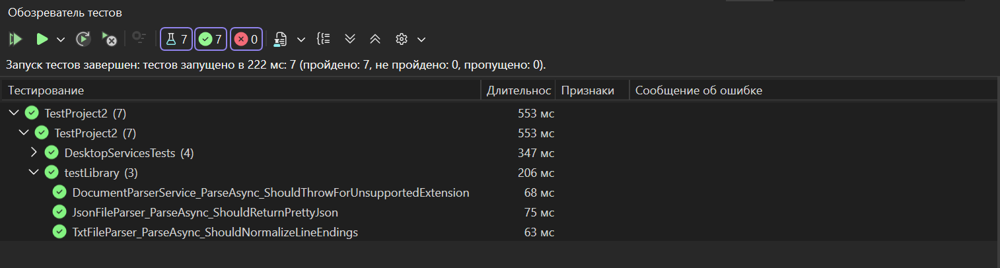 Обозреватель тестов
7 7 0
Запуск тестов завершен: тестов запущено в 222 мс: 7 (пройдено: 7, не пройдено: 0, пропущено: 0).
Тестирование Длительнос Признаки Сообщение об ошибке
TestProject2 (7) 553 мс
TestProject2 (7) 553 мс
DesktopServicesTests (4) 347 мс
testLibrary (3) 206 мс
DocumentParserService_ParseAsync_ShouldThrowForUnsupportedExtension 68 мс
JsonFileParser_ParseAsync_ShouldReturnPrettyJson 75 мс
TxtFileParser_ParseAsync_ShouldNormalizeLineEndings 63 мс